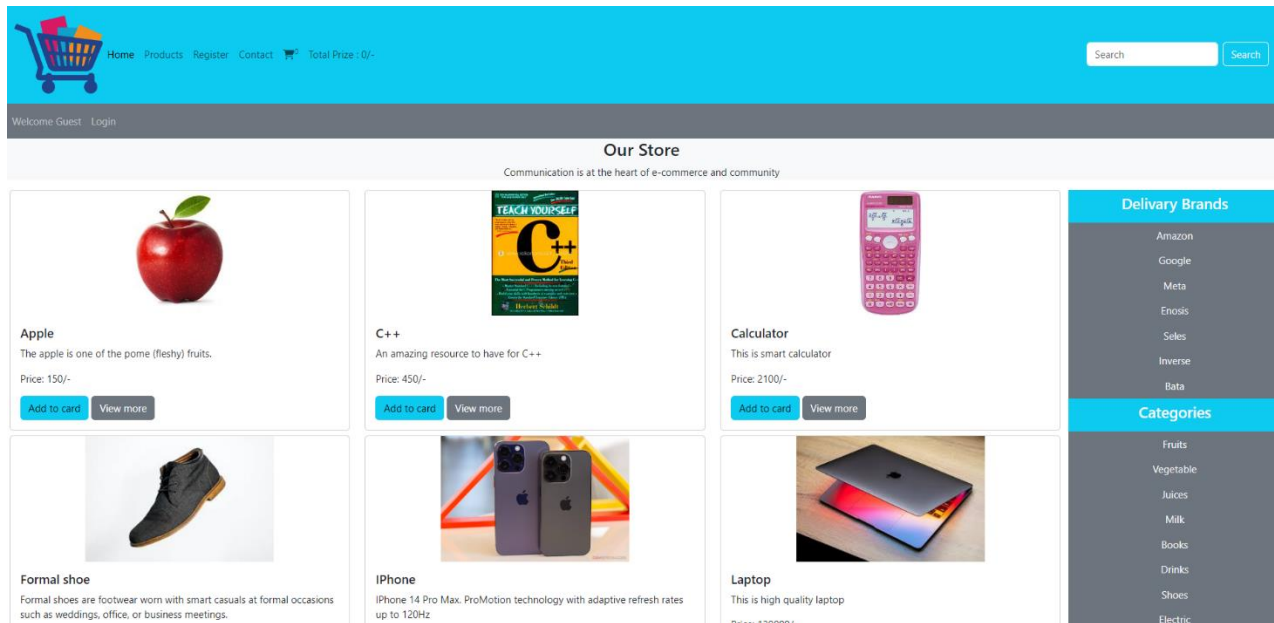 Home Products Register Contact 0 Total Prize : 0/-
Search Search
Welcome Guest Login
Our Store
Communication is at the heart of e-commerce and community
TEACH YOURSELF
C++
Third
Edition
Herbert Schildt
Apple
The apple is one of the pome (fleshy) fruits.
Price: 150/-
Add to card View more
C++
An amazing resource to have for C++
Price: 450/-
Add to card View more
Calculator
This is smart calculator
Price: 2100/-
Add to card View more
Formal shoe
Formal shoes are footwear worn with smart casuals at formal occasions
such as weddings, office, or business meetings.
IPhone
IPhone 14 Pro Max. ProMotion technology with adaptive refresh rates
up to 120Hz
Laptop
This is high quality laptop
Delivary Brands
Amazon
Google
Meta
Enosis
Seles
Inverse
Bata
Categories
Fruits
Vegetable
Juices
Milk
Books
Drinks
Shoes
Electric